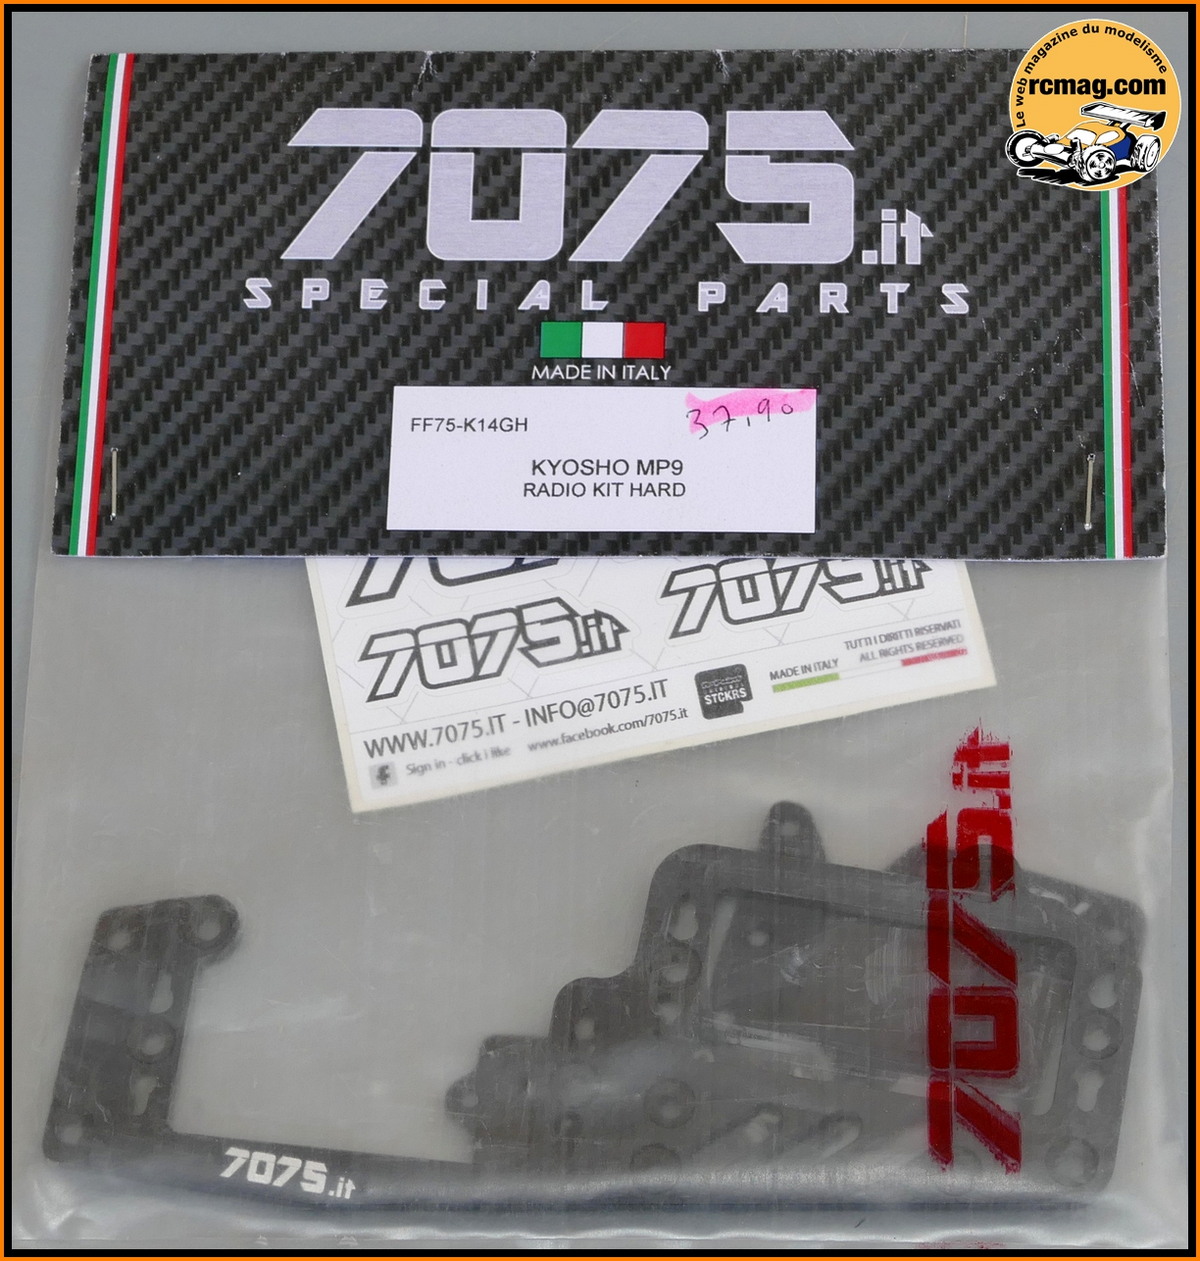 Le web magazine du modelisme
rcmag.com
7075.it
SPECIAL PARTS
MADE IN ITALY
FF75-K14GH
37,90
KYOSHO MP9
RADIO KIT HARD
7075.it
7075.it
TUTTI I DIRITTI RISERVATI
ALL RIGHTS RESERVED
MADE IN ITALY
STCKRS
WWW.7075.IT - INFO@7075.IT
f Sign in - click i like www.facebook.com/7075.it
7075.it
7075.it